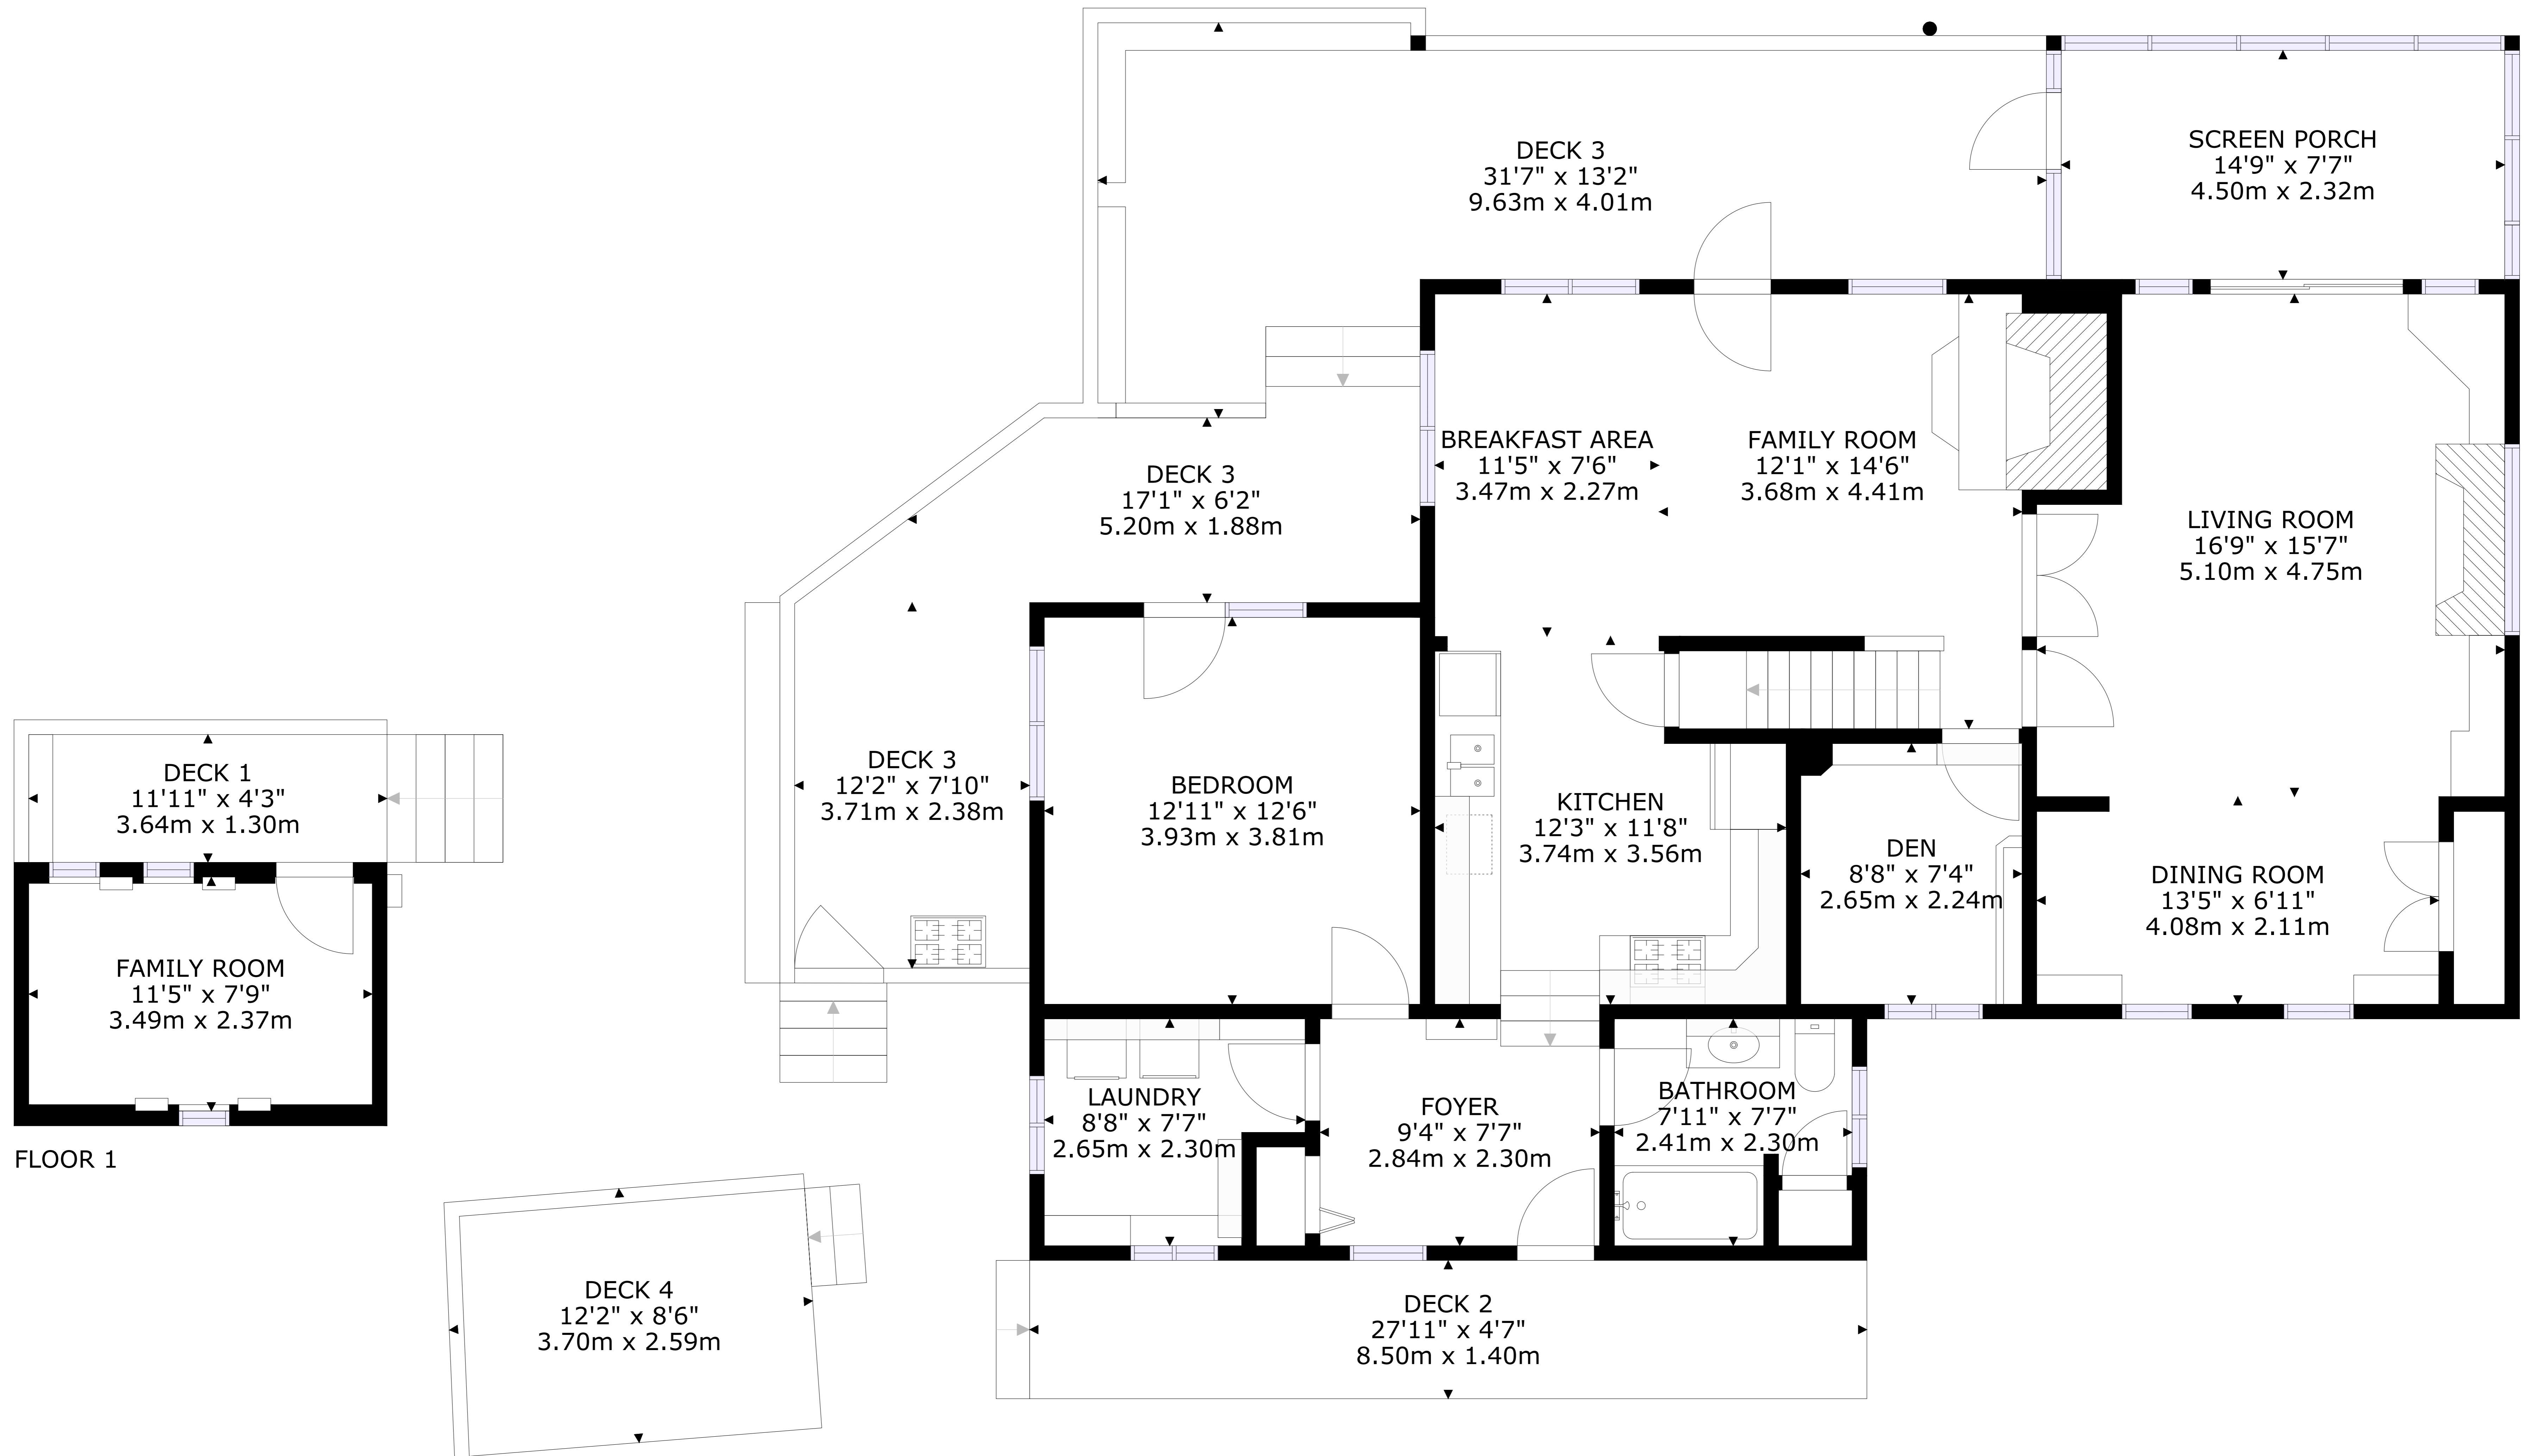 DECK 3
31'7" x 13'2"
9.63m x 4.01m
SCREEN PORCH
14'9" x 7'7"
4.50m x 2.32m
BREAKFAST AREA
11'5" x 7'6"
3.47m x 2.27m
FAMILY ROOM
12'1" x 14'6"
3.68m x 4.41m
DECK 3
17'1" x 6'2"
5.20m x 1.88m
LIVING ROOM
16'9" x 15'7"
5.10m x 4.75m
DECK 1
11'11" x 4'3"
3.64m x 1.30m
DECK 3
12'2" x 7'10"
3.71m x 2.38m
BEDROOM
12'11" x 12'6"
3.93m x 3.81m
KITCHEN
12'3" x 11'8"
3.74m x 3.56m
DEN
8'8" x 7'4"
2.65m x 2.24m
DINING ROOM
13'5" x 6'11"
4.08m x 2.11m
FAMILY ROOM
11'5" x 7'9"
3.49m x 2.37m
FLOOR 1
LAUNDRY
8'8" x 7'7"
2.65m x 2.30m
FOYER
9'4" x 7'7"
2.84m x 2.30m
BATHROOM
7'11" x 7'7"
2.41m x 2.30m
DECK 4
12'2" x 8'6"
3.70m x 2.59m
DECK 2
27'11" x 4'7"
8.50m x 1.40m